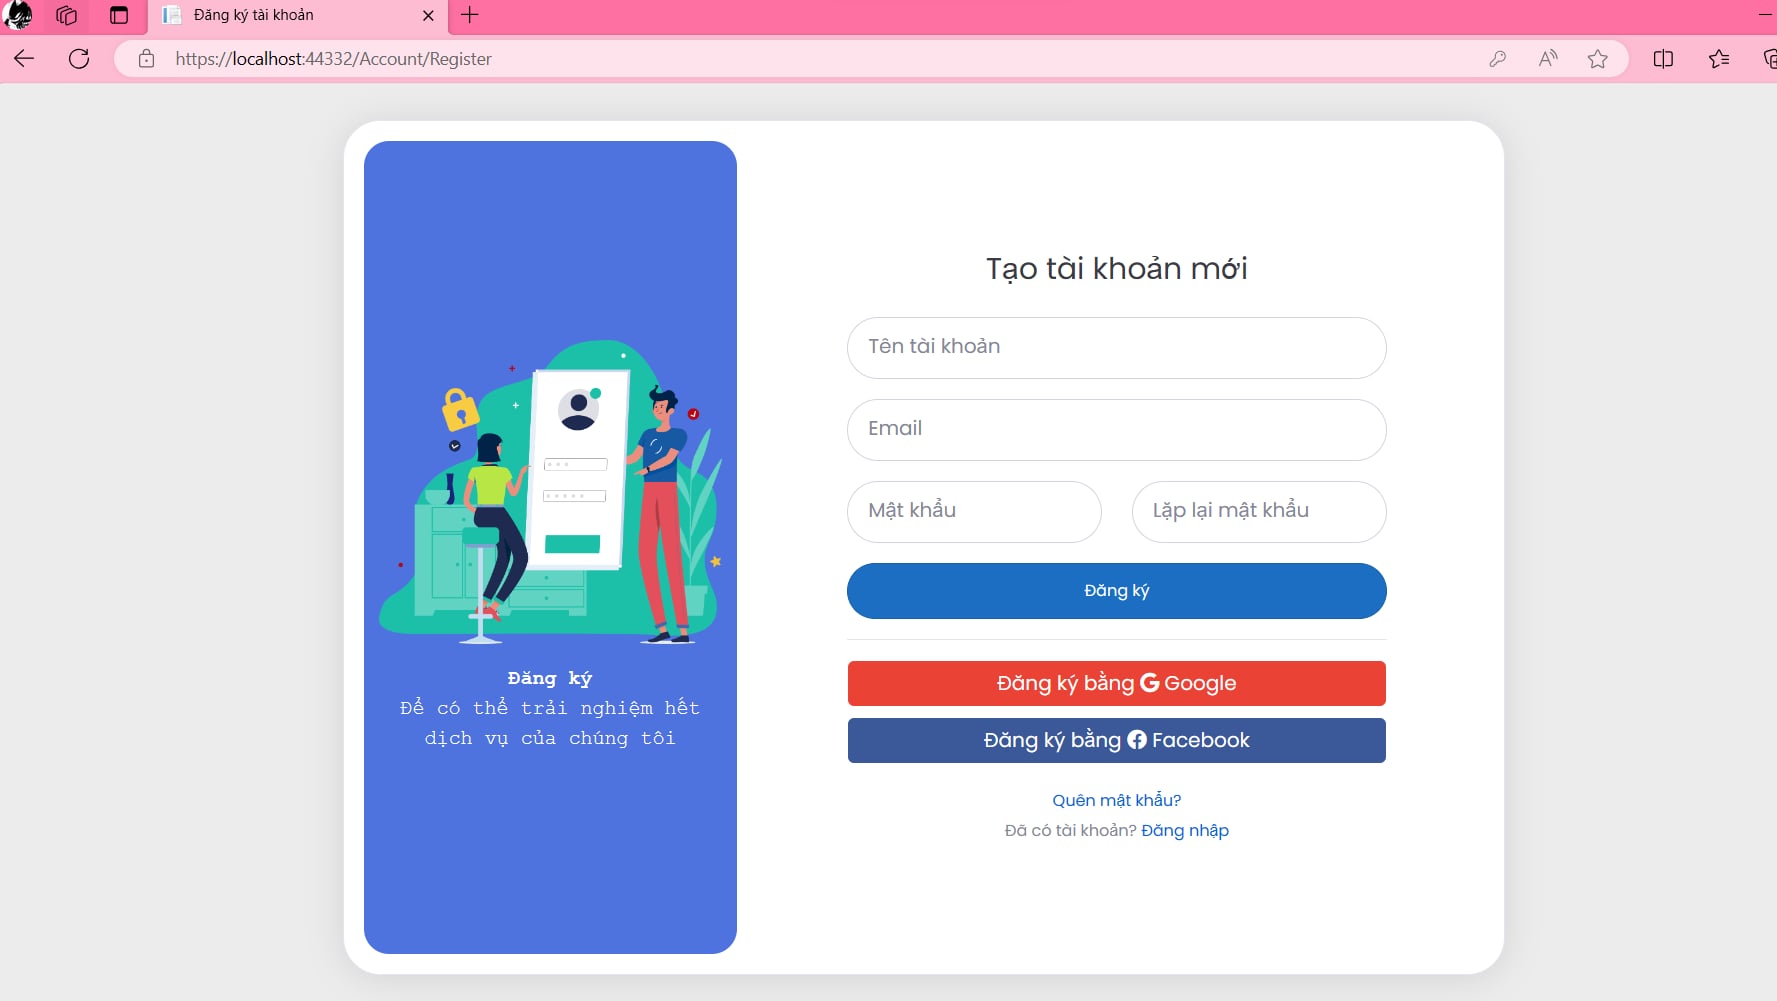 Đăng ký tài khoản
https://localhost:44332/Account/Register
Tạo tài khoản mới
Tên tài khoản
Email
Mật khẩu
Lặp lại mật khẩu
Đăng ký
Đăng ký bằng Google
Đăng ký bằng Facebook
Quên mật khẩu?
Đã có tài khoản? Đăng nhập
Đăng ký
Để có thể trải nghiệm hết
dịch vụ của chúng tôi